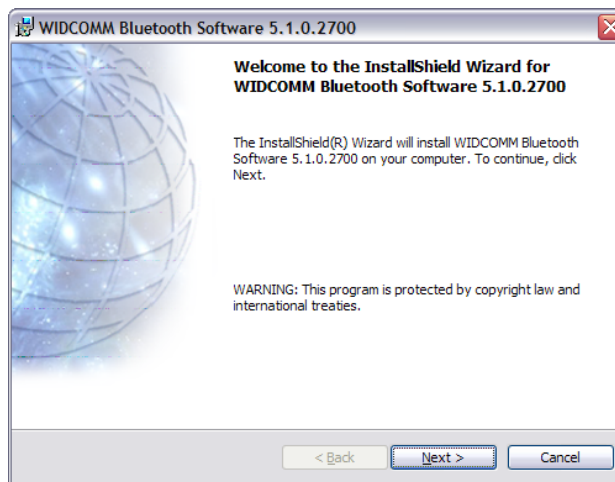 WIDCOMM Bluetooth Software 5.1.0.2700
Welcome to the InstallShield Wizard for
WIDCOMM Bluetooth Software 5.1.0.2700
The InstallShield(R) Wizard will install WIDCOMM Bluetooth
Software 5.1.0.2700 on your computer. To continue, click
Next.
WARNING: This program is protected by copyright law and
international treaties.
< Back
Next >
Cancel